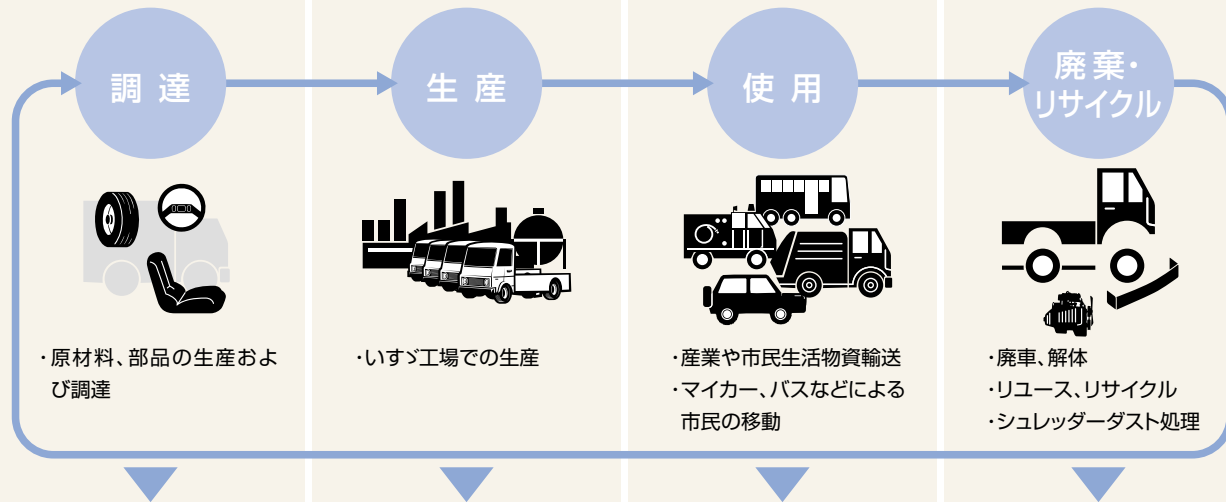 調達
生産
使用
廃棄・
リサイクル
・原材料、部品の生産およ
び調達
・いすゞ工場での生産
・産業や市民生活物資輸送
・マイカー、バスなどによる
市民の移動
・廃車、解体
・リユース、リサイクル
・シュレッダーダスト処理